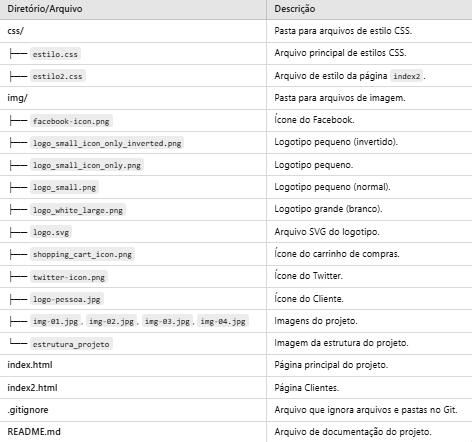 Diretório/Arquivo Descrição
css/ Pasta para arquivos de estilo CSS.
├── estilo.css Arquivo principal de estilos CSS.
├── estilo2.css Arquivo de estilo da página index2.
img/ Pasta para arquivos de imagem.
├── facebook-icon.png Ícone do Facebook.
├── logo_small_icon_only_inverted.png Logotipo pequeno (invertido).
├── logo_small_icon_only.png Logotipo pequeno.
├── logo_small.png Logotipo pequeno (normal).
├── logo_white_large.png Logotipo grande (branco).
├── logo.svg Arquivo SVG do logotipo.
├── shopping_cart_icon.png Ícone do carrinho de compras.
├── twitter-icon.png Ícone do Twitter.
├── logo-pessoa.jpg Ícone do Cliente.
├── img-01.jpg, img-02.jpg, img-03.jpg, img-04.jpg Imagens do projeto.
└── estrutura_projeto Imagem da estrutura do projeto.
index.html Página principal do projeto.
index2.html Página Clientes.
.gitignore Arquivo que ignora arquivos e pastas no Git.
README.md Arquivo de documentação do projeto.